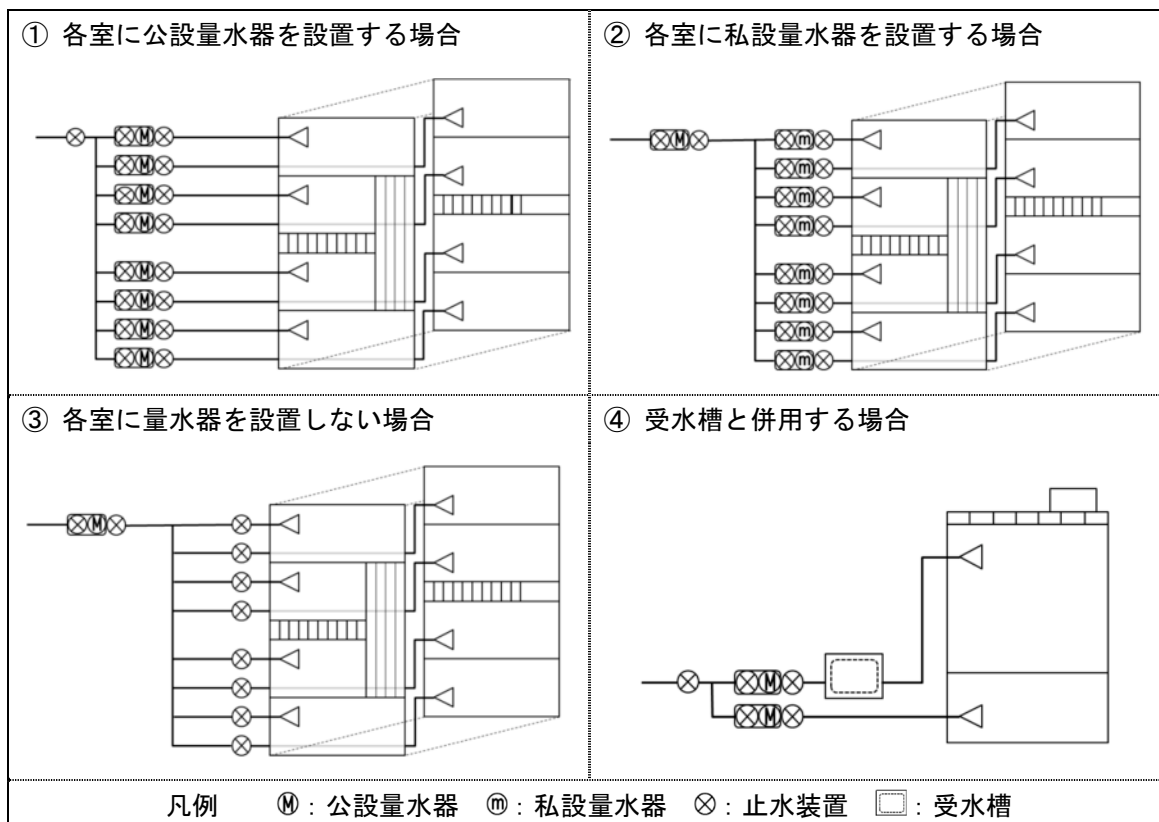 ① 各室に公設量水器を設置する場合
M
M
M
M
M
M
M
M
② 各室に私設量水器を設置する場合
M
m
m
m
m
m
m
m
m
③ 各室に量水器を設置しない場合
M
④ 受水槽と併用する場合
M
M
凡例 Ⓜ：公設量水器 ⓜ：私設量水器 ⊗：止水装置 ：受水槽